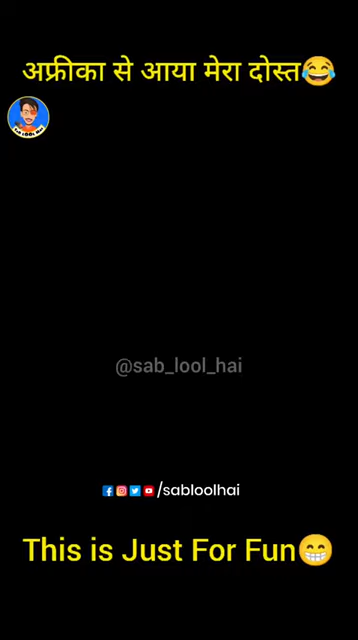 अफ्रीका से आया मेरा दोस्त😂
@sab_lool_hai
/sabloolhai
This is Just For Fun😁